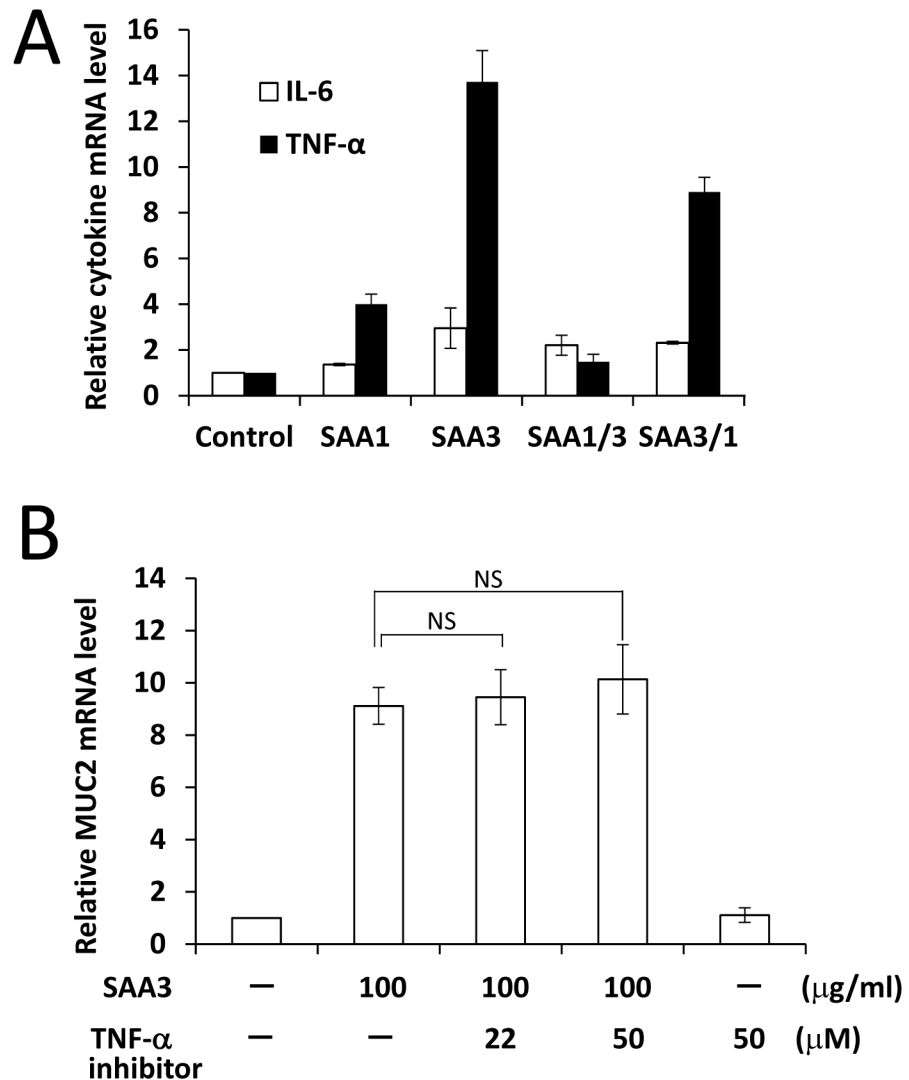 A
Relative cytokine mRNA level
16
14
12
10
8
6
4
2
0
IL-6
TNF-α
Control SAA1 SAA3 SAA1/3 SAA3/1
B
Relative MUC2 mRNA level
14
12
10
8
6
4
2
0
NS
NS
SAA3 – 100 100 100 – (μg/ml)
TNF-α – – 22 50 50 (μM)
inhibitor